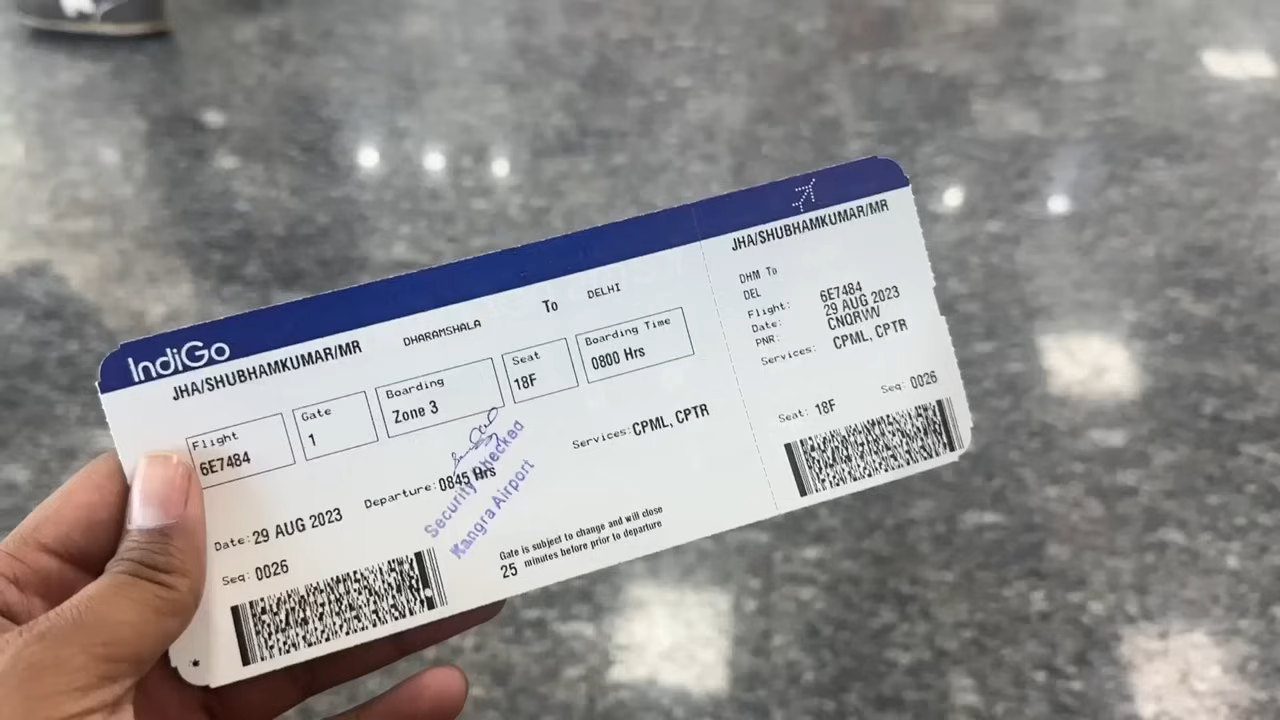 IndiGo
JHA/SHUBHAMKUMAR/MR
DHARAMSHALA To DELHI
Flight
6E7484
Gate
1
Boarding
Zone 3
Seat
18F
Boarding Time
0800 Hrs
Date: 29 AUG 2023 Departure: 0845 Hrs
Services: CPML, CPTR
Seq: 0026
Security Checked
Kangra Airport
Gate is subject to change and will close
25 minutes before prior to departure
JHA/SHUBHAMKUMAR/MR
DHM To
DEL
Flight: 6E7484
Date: 29 AUG 2023
PNR: CNQRWV
Services: CPML, CPTR
Seq: 0026
Seat: 18F